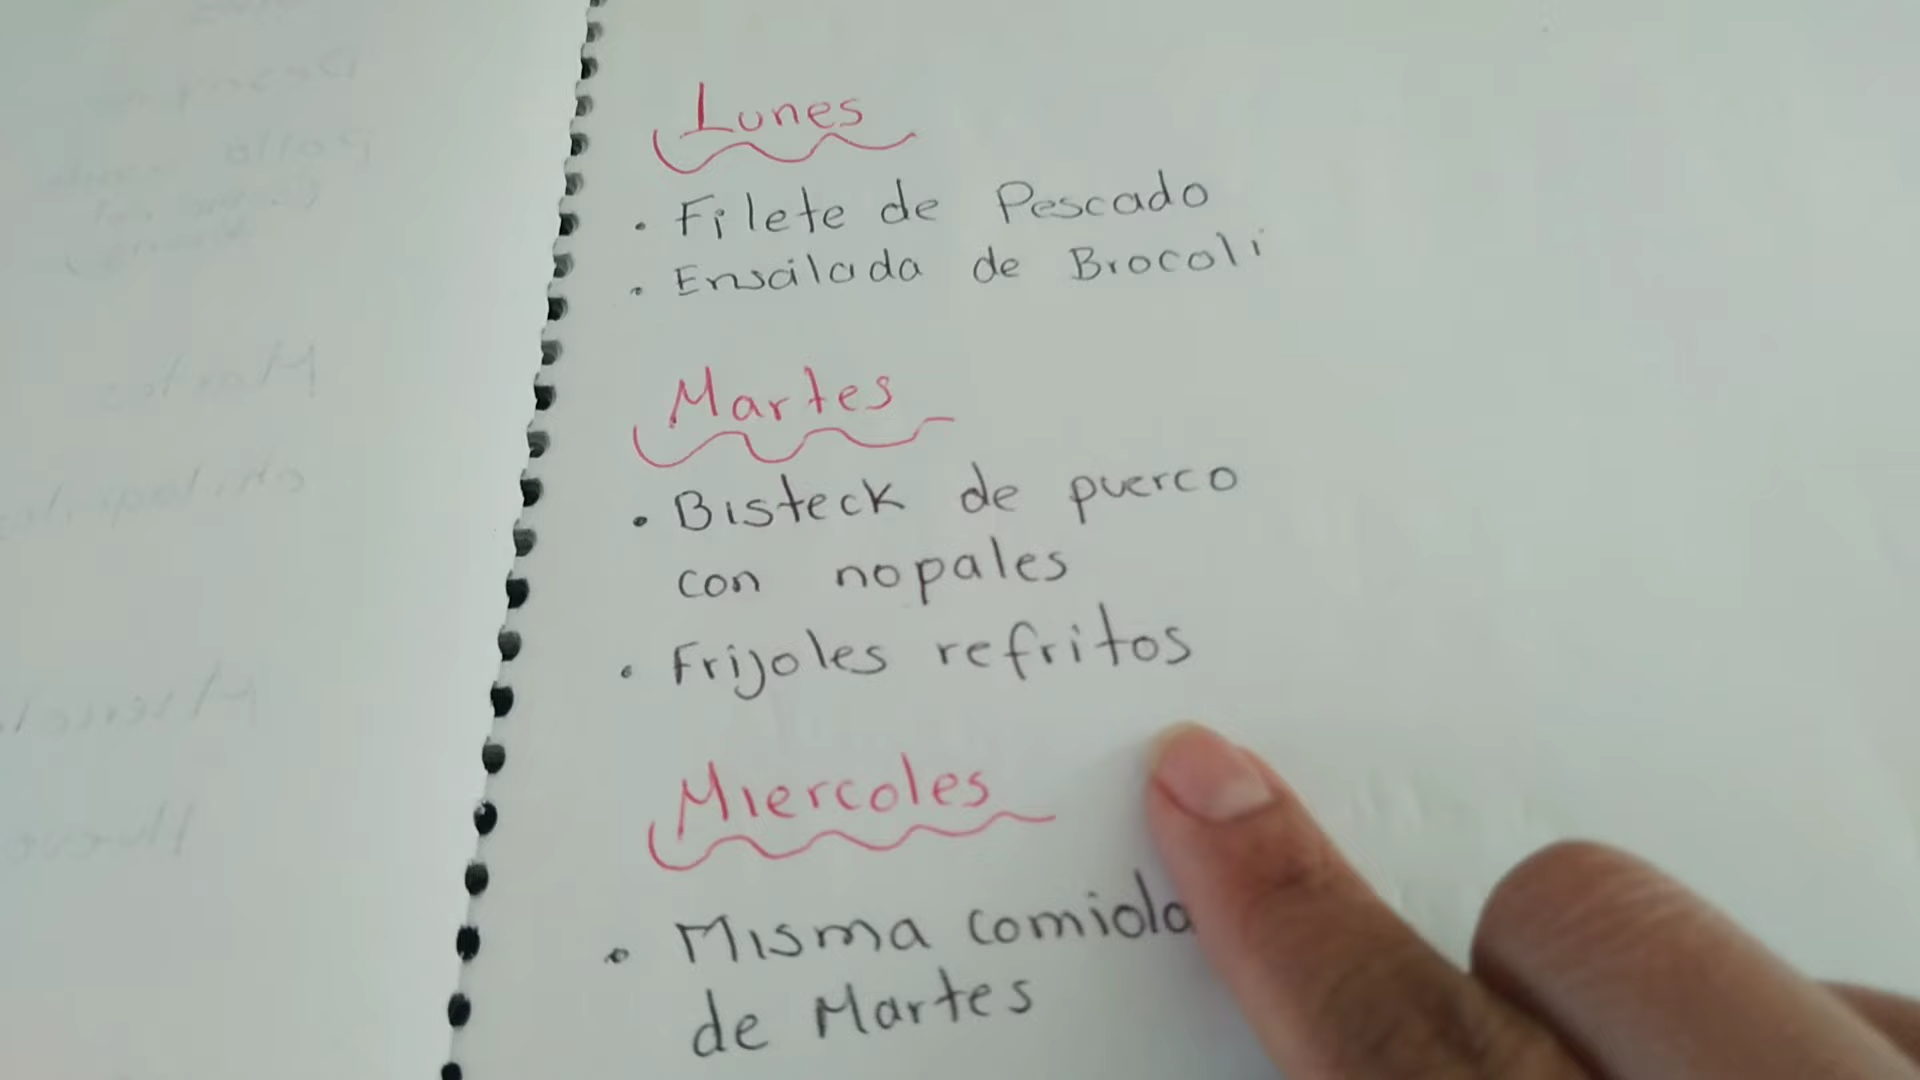 Lunes
• Filete de Pescado
• Ensalada de Brocoli
Martes
• Bisteck de puerco
con nopales
• Frijoles refritos
Miercoles
• Misma comida
de Martes